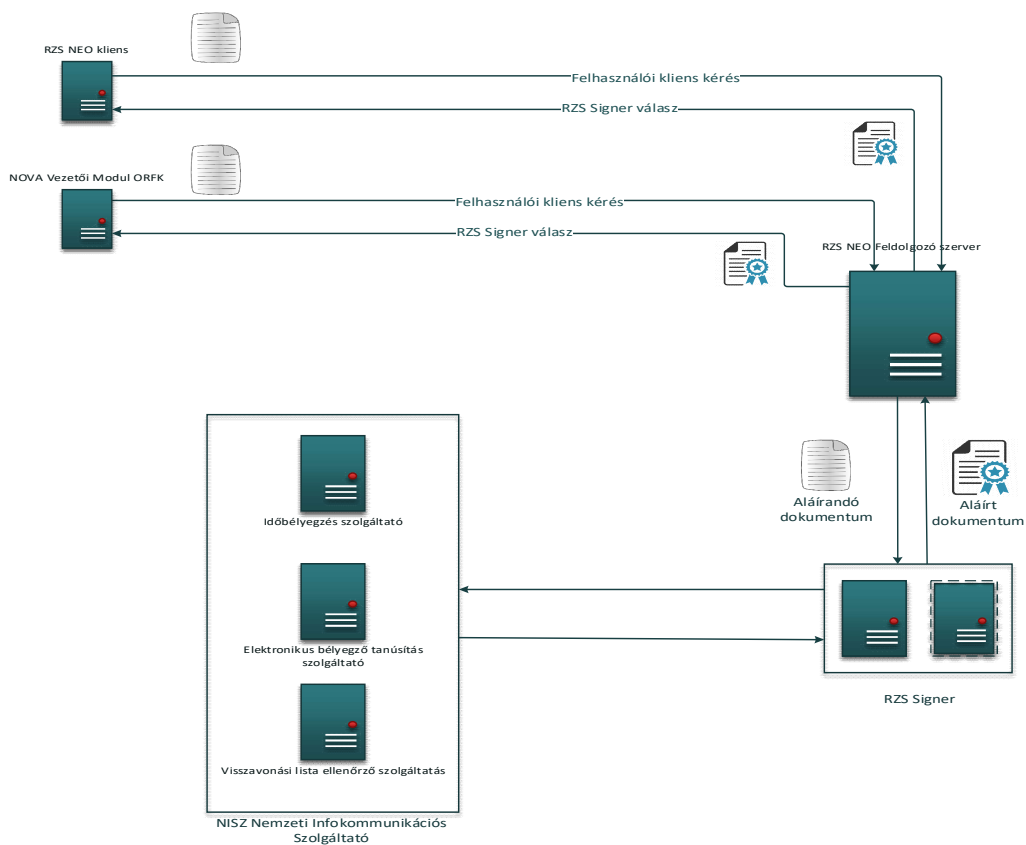 RZS NEO kliens
Felhasználói kliens kérés
RZS Signer válasz
NOVA Vezetői Modul ORFK
Felhasználói kliens kérés
RZS Signer válasz
RZS NEO Feldolgozó szerver
Aláírandó
dokumentum
Aláírt
dokumentum
Időbélyegzés szolgáltató
Elektronikus bélyegző tanúsítás
szolgáltató
RZS Signer
Visszavonási lista ellenőrző szolgáltatás
NISZ Nemzeti Infokommunikációs
Szolgáltató